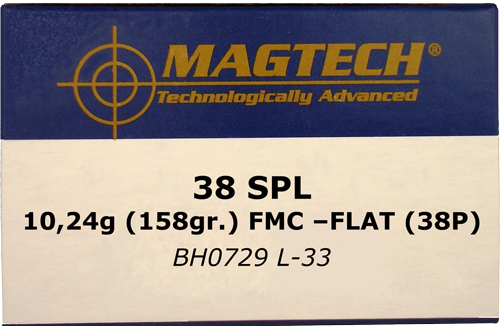 MAGTECH®
Technologically Advanced
38 SPL
10,24g (158gr.) FMC –FLAT (38P)
BH0729 L-33